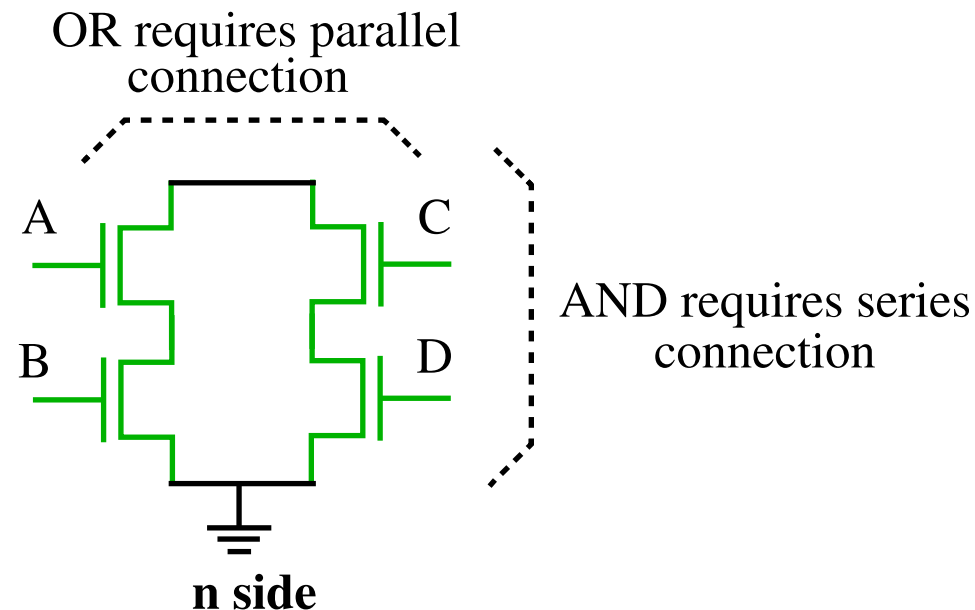 OR requires parallel
connection
A
C
AND requires series
connection
B
D
n side